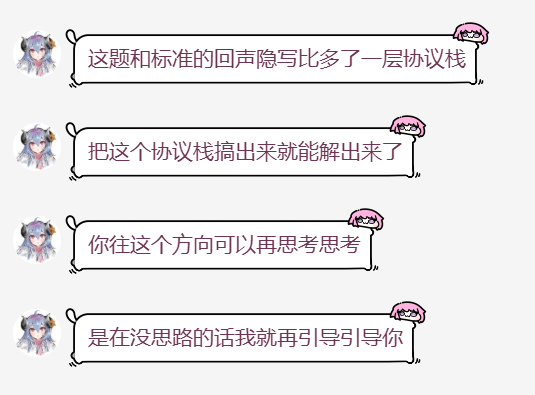 这题和标准的回声隐写比多了一层协议栈
把这个协议栈搞出来就能解出来了
你往这个方向可以再思考思考
是在没思路的话我就再引导引导你